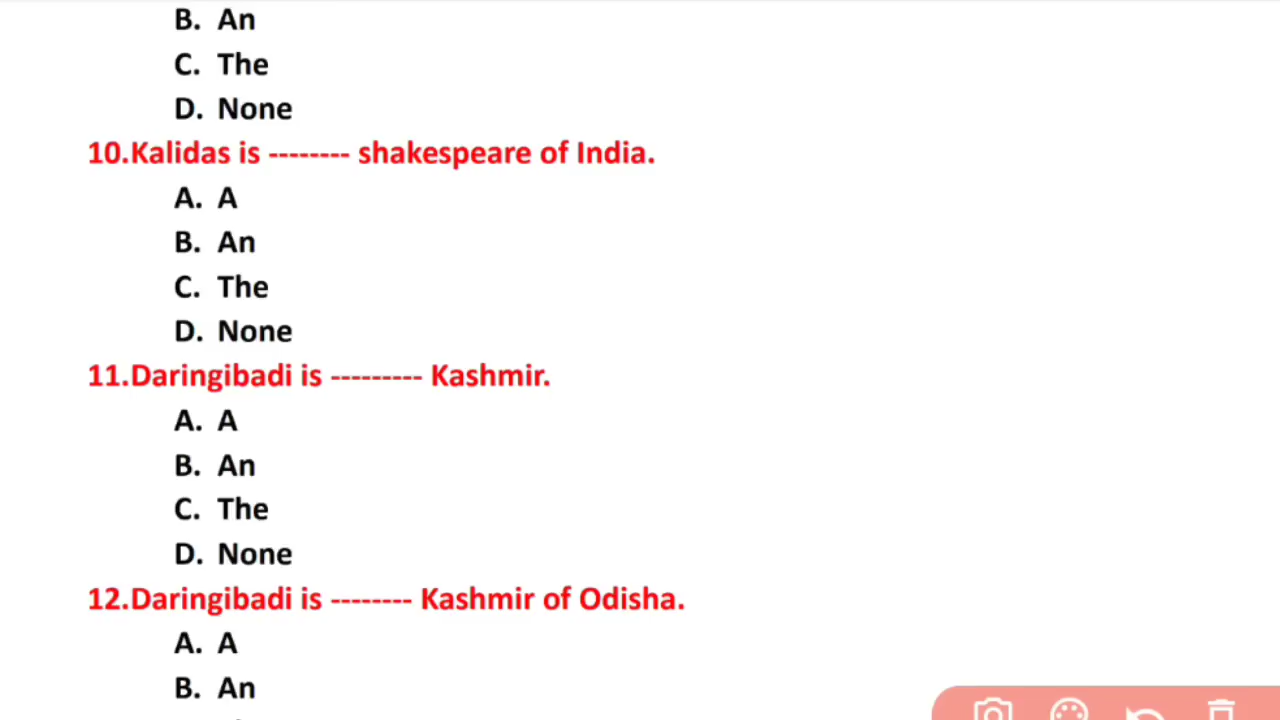 B. An
C. The
D. None
10.Kalidas is -------- shakespeare of India.
A. A
B. An
C. The
D. None
11.Daringibadi is --------- Kashmir.
A. A
B. An
C. The
D. None
12.Daringibadi is -------- Kashmir of Odisha.
A. A
B. An